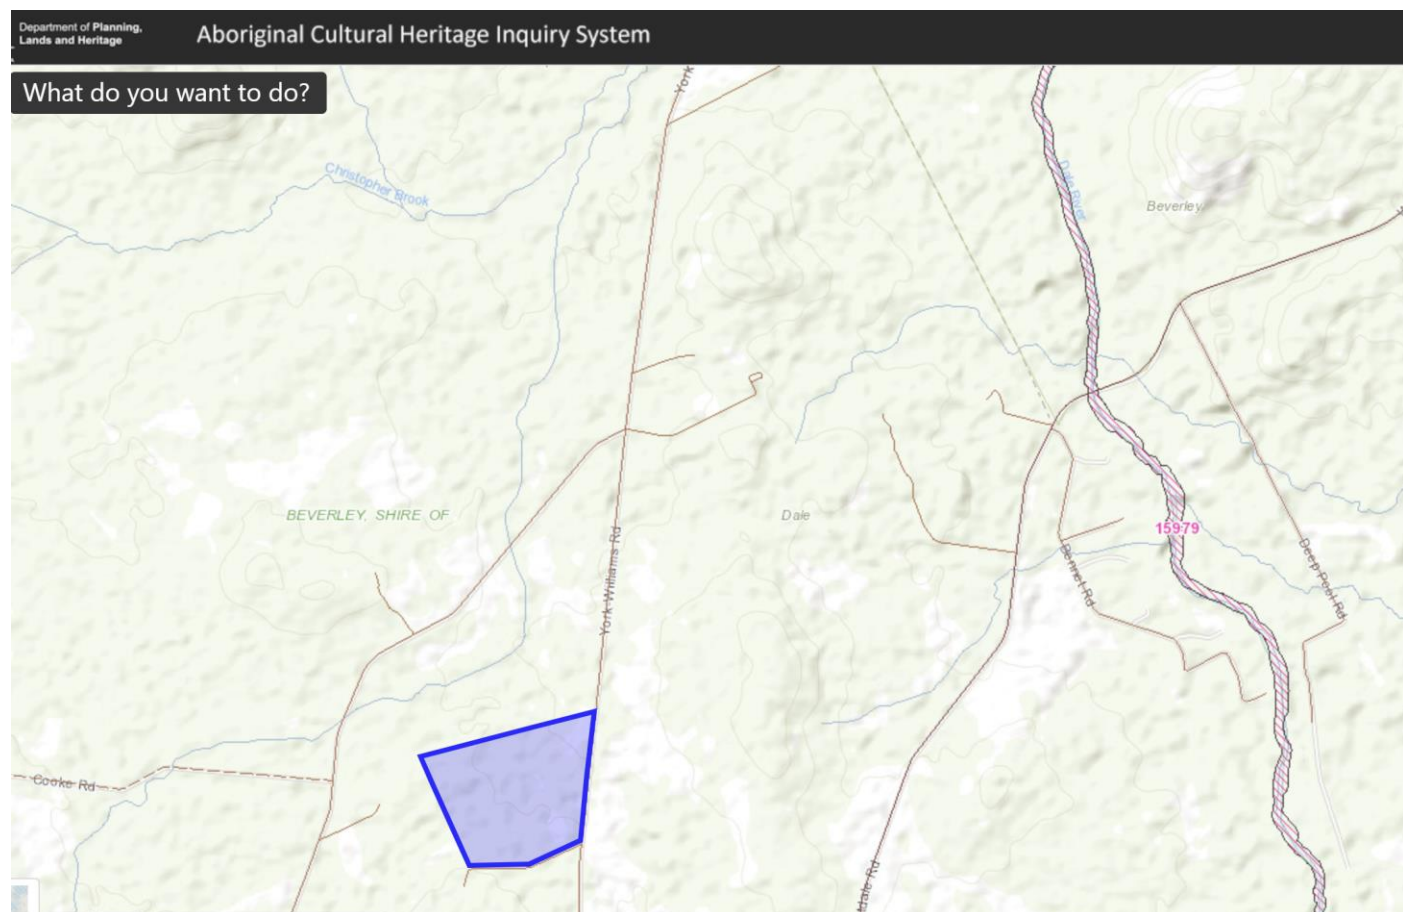 Department of Planning,
Lands and Heritage
Aboriginal Cultural Heritage Inquiry System
What do you want to do?
York
Christopher Brook
Dale River
Beverley
BEVERLEY, SHIRE OF
Dale
15979
York Williams Rd
Bennet Rd
Deep Pool Rd
Cooke Rd
tdale Rd